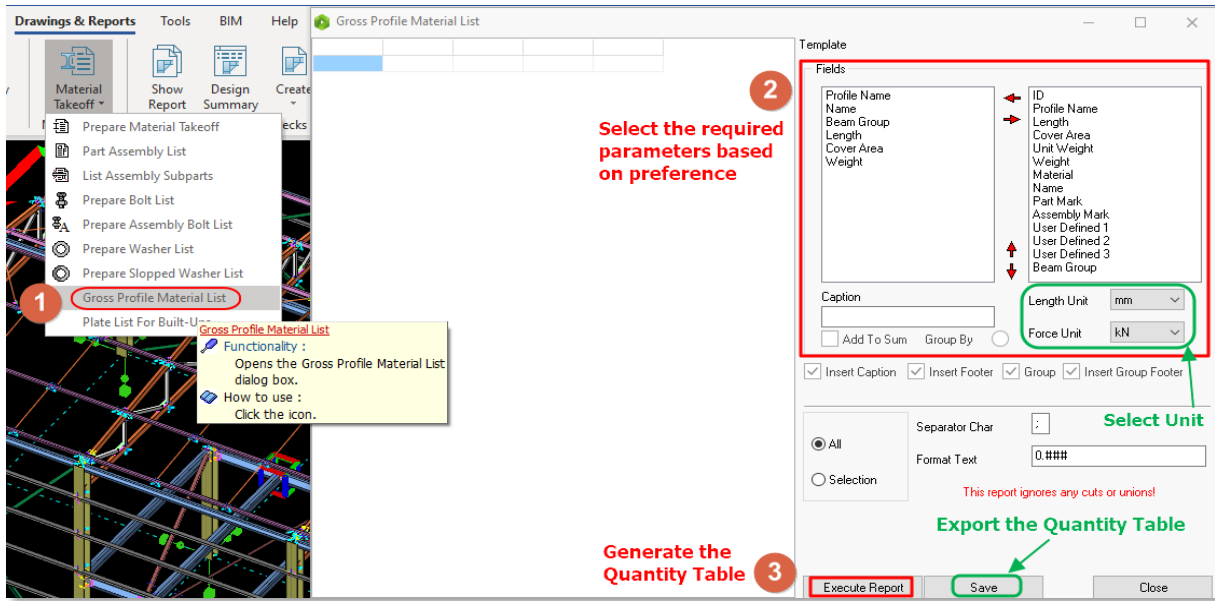 Drawings & Reports Tools BIM Help
Material Takeoff
Show Report
Design Summary
Create
ecks
Prepare Material Takeoff
Part Assembly List
List Assembly Subparts
Prepare Bolt List
Prepare Assembly Bolt List
Prepare Washer List
Prepare Slopped Washer List
1
Gross Profile Material List
Plate List For Built-Ups
Gross Profile Material List
Functionality :
Opens the Gross Profile Material List
dialog box.
How to use :
Click the icon.
Gross Profile Material List
Template
Fields
2
Select the required
parameters based
on preference
Profile Name
Name
Beam Group
Length
Cover Area
Weight
ID
Profile Name
Length
Cover Area
Unit Weight
Weight
Material
Name
Part Mark
Assembly Mark
User Defined 1
User Defined 2
User Defined 3
Beam Group
Caption
Add To Sum Group By
Length Unit mm
Force Unit kN
Insert Caption Insert Footer Group Insert Group Footer
Select Unit
All
Selection
Separator Char ;
Format Text 0.###
This report ignores any cuts or unions!
Export the Quantity Table
Generate the
Quantity Table
3
Execute Report Save Close